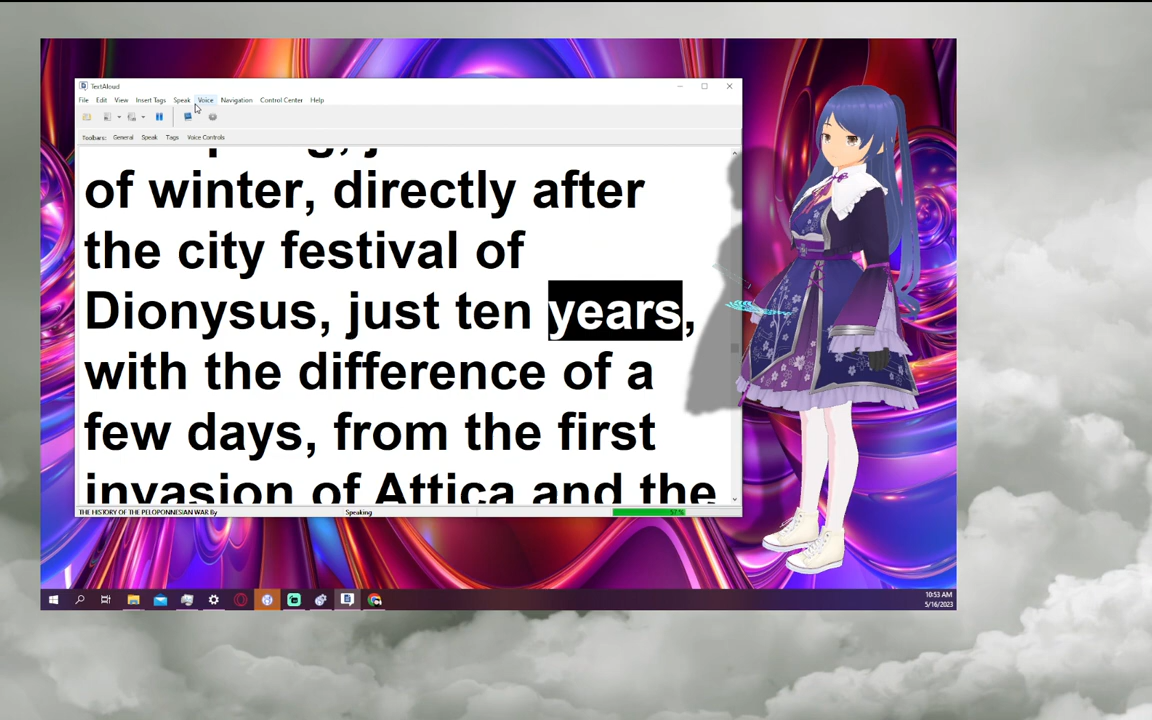 TextAloud
File Edit View Insert Tags Speak Voice Navigation Control Center Help
Toolbars: General Speak Tags Voice Controls
of winter, directly after
the city festival of
Dionysus, just ten years,
with the difference of a
few days, from the first
invasion of Attica and the
THE HISTORY OF THE PELOPONNESIAN WAR By Speaking 57%
10:53 AM
5/16/2023